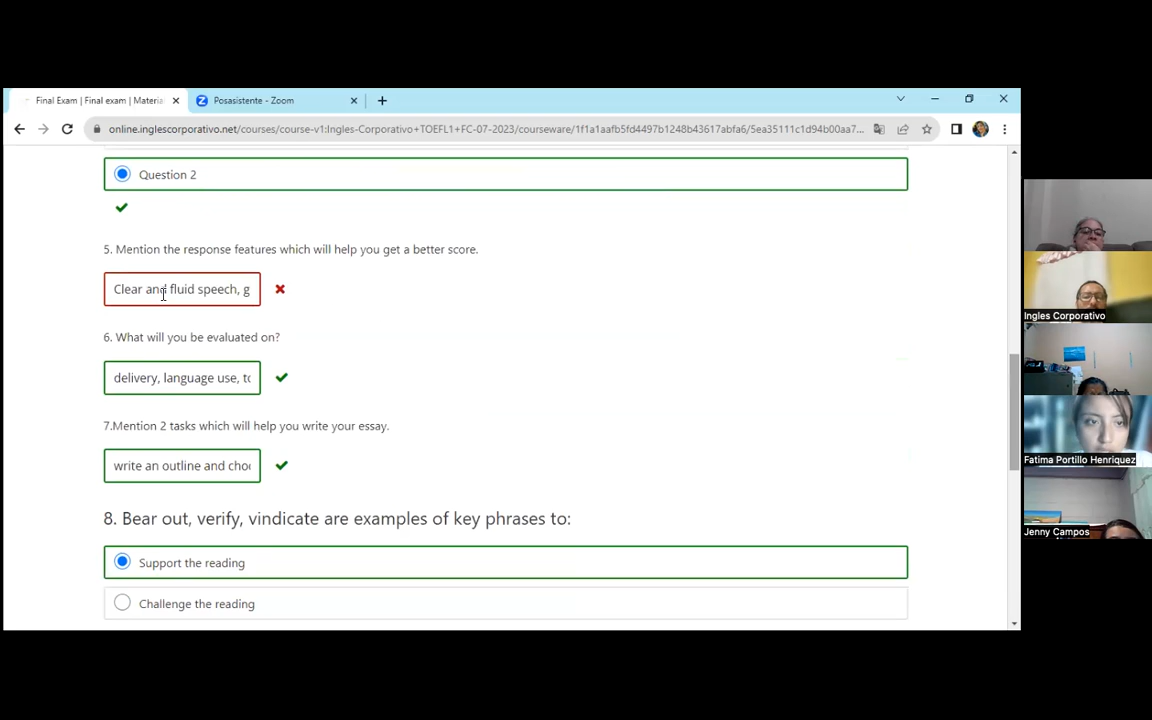 Final Exam | Final exam | Materia
Posasistente - Zoom
online.inglescorporativo.net/courses/course-v1:Ingles-Corporativo+TOEFL1+FC-07-2023/courseware/1f1a1aafb5fd4497b1248b43617abfa6/5ea35111c1d94b00aa7...
Question 2
5. Mention the response features which will help you get a better score.
Clear and fluid speech, g
6. What will you be evaluated on?
delivery, language use, to
7.Mention 2 tasks which will help you write your essay.
write an outline and choo
8. Bear out, verify, vindicate are examples of key phrases to:
Support the reading
Challenge the reading
Ingles Corporativo
Fatima Portillo Henriquez
Jenny Campos